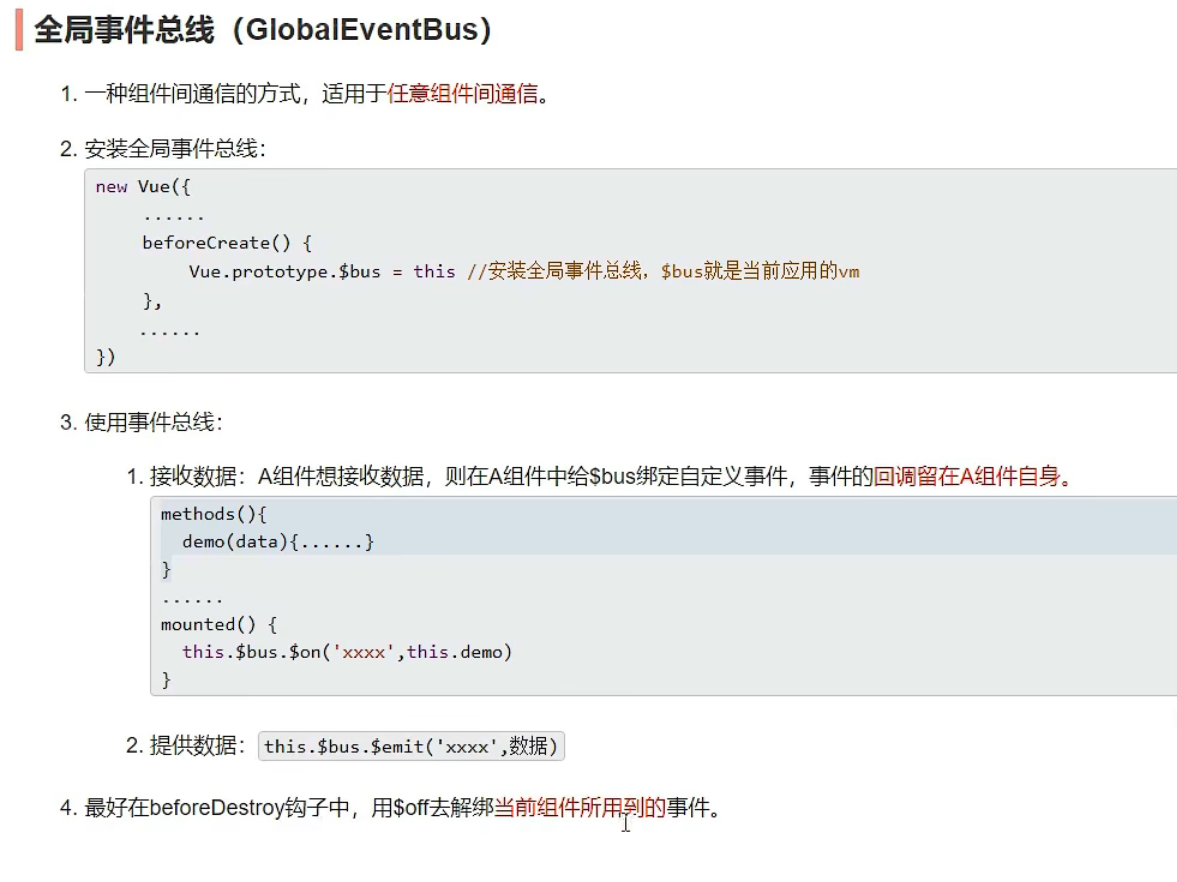 全局事件总线（GlobalEventBus）
1. 一种组件间通信的方式，适用于任意组件间通信。
2. 安装全局事件总线：
new Vue({
......
beforeCreate() {
Vue.prototype.$bus = this //安装全局事件总线，$bus就是当前应用的vm
},
......
})
3. 使用事件总线：
1. 接收数据：A组件想接收数据，则在A组件中给$bus绑定自定义事件，事件的回调留在A组件自身。
methods(){
demo(data){......}
}
......
mounted() {
this.$bus.$on('xxxx',this.demo)
}
2. 提供数据：this.$bus.$emit('xxxx',数据)
4. 最好在beforeDestroy钩子中，用$off去解绑当前组件所用到的事件。